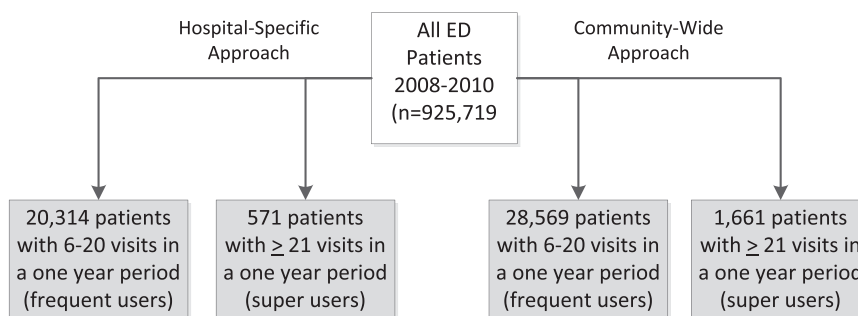 Hospital-Specific
Approach
All ED
Patients
2008-2010
(n=925,719
Community-Wide
Approach
20,314 patients
with 6-20 visits in
a one year period
(frequent users)
571 patients
with ≥ 21 visits in
a one year period
(super users)
28,569 patients
with 6-20 visits in
a one year period
(frequent users)
1,661 patients
with ≥ 21 visits in
a one year period
(super users)